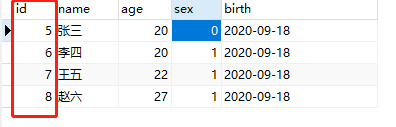 id name age sex birth
5 张三 20 0 2020-09-18
6 李四 20 1 2020-09-18
7 王五 22 1 2020-09-18
8 赵六 27 1 2020-09-18